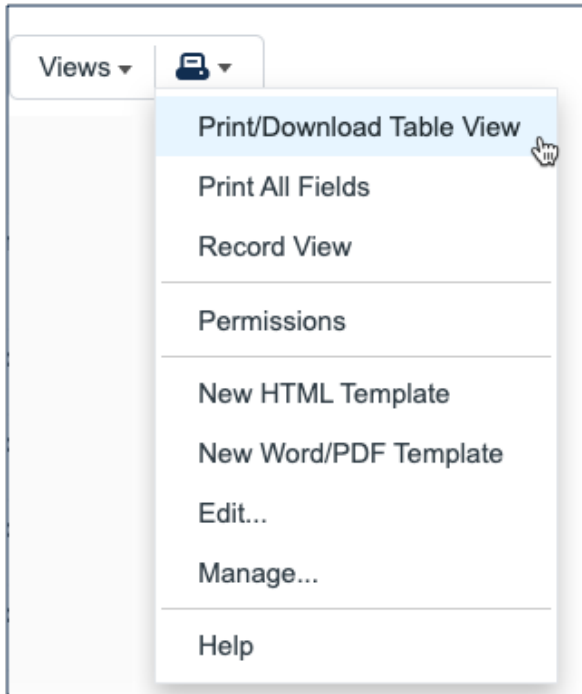 Views
Print/Download Table View
Print All Fields
Record View
Permissions
New HTML Template
New Word/PDF Template
Edit...
Manage...
Help